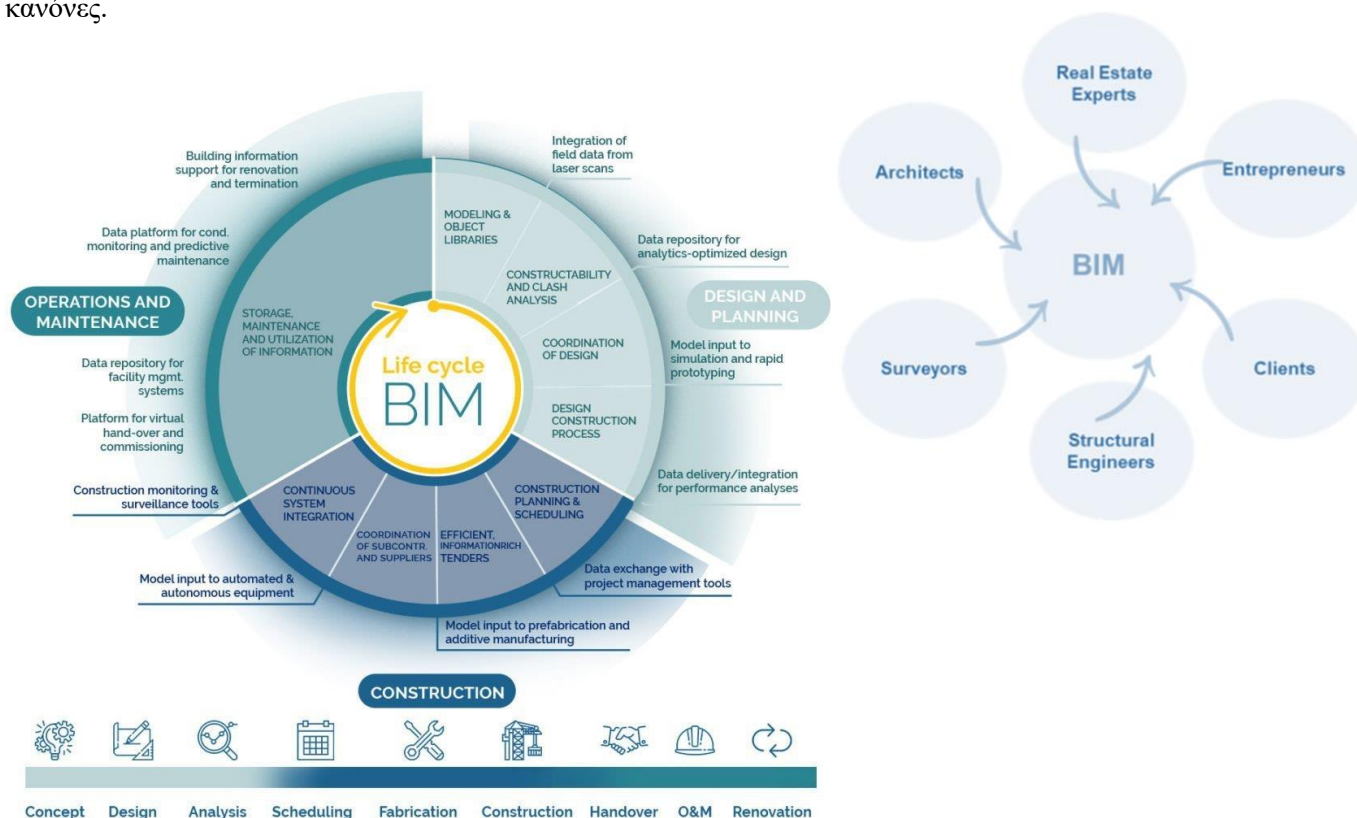 κανόνες.
Building information
support for renovation
and termination
Data platform for cond.
monitoring and predictive
maintenance
OPERATIONS AND
MAINTENANCE
Data repository for
facility mgmt.
systems
Platform for virtual
hand-over and
commissioning
Construction monitoring &
surveillance tools
Model input to automated &
autonomous equipment
STORAGE,
MAINTENANCE
AND UTILIZATION
OF INFORMATION
MODELING &
OBJECT
LIBRARIES
CONSTRUCTABILITY
AND CLASH
ANALYSIS
COORDINATION
OF DESIGN
DESIGN
CONSTRUCTION
PROCESS
Life cycle
BIM
CONTINUOUS
SYSTEM
INTEGRATION
COORDINATION
OF SUBCONTR.
AND SUPPLIERS
EFFICIENT,
INFORMATIONRICH
TENDERS
CONSTRUCTION
PLANNING &
SCHEDULING
Integration of
field data from
laser scans
Data repository for
analytics-optimized design
DESIGN AND
PLANNING
Model input to
simulation and rapid
prototyping
Data delivery/integration
for performance analyses
Data exchange with
project management tools
Model input to prefabrication and
additive manufacturing
CONSTRUCTION
Concept
Design
Analysis
Scheduling
Fabrication
Construction
Handover
O&M
Renovation
Real Estate
Experts
Architects
Entrepreneurs
BIM
Surveyors
Clients
Structural
Engineers